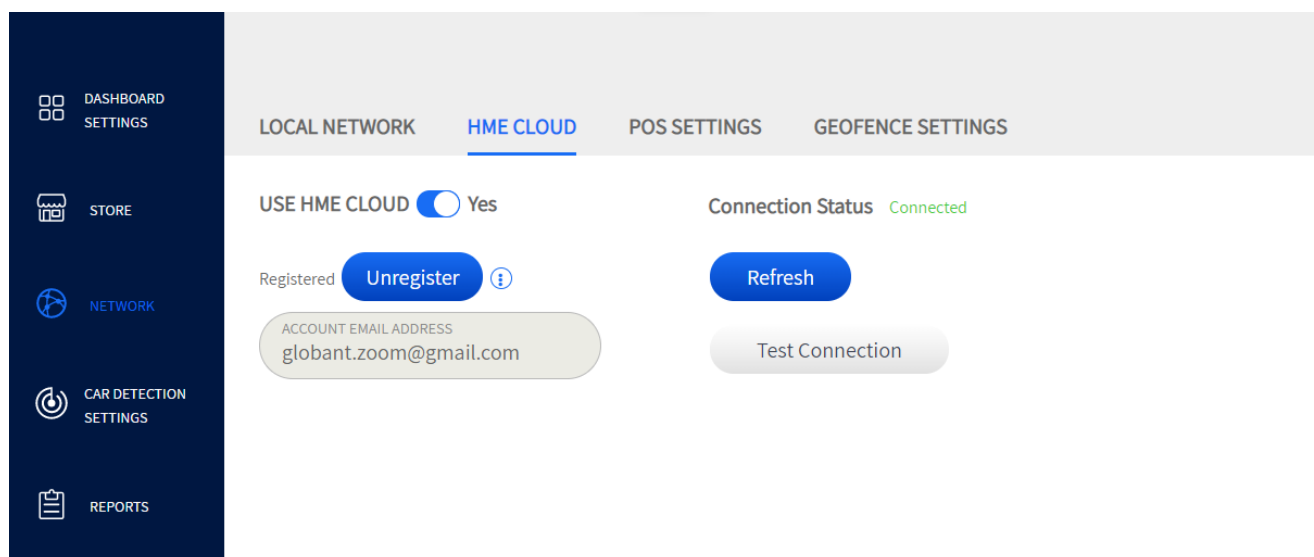 DASHBOARD
SETTINGS
STORE
NETWORK
CAR DETECTION
SETTINGS
REPORTS
LOCAL NETWORK HME CLOUD POS SETTINGS GEOFENCE SETTINGS
USE HME CLOUD Yes
Connection Status Connected
Registered Unregister
Refresh
ACCOUNT EMAIL ADDRESS
globant.zoom@gmail.com
Test Connection